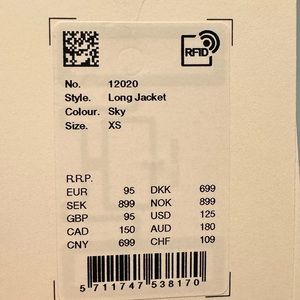 RFID
No. 12020
Style. Long Jacket
Colour. Sky
Size. XS
R.R.P.
EUR 95 DKK 699
SEK 899 NOK 899
GBP 95 USD 125
CAD 150 AUD 180
CNY 699 CHF 109
5 711747 538170